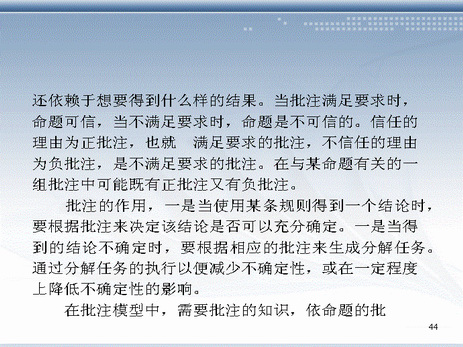 还依赖于想要得到什么样的结果。当批注满足要求时，
命题可信，当不满足要求时，命题是不可信的。信任的
理由为正批注，也就　满足要求的批注，不信任的理由
为负批注，是不满足要求的批注。在与某命题有关的一
组批注中可能既有正批注又有负批注。
批注的作用，一是当使用某条规则得到一个结论时，
要根据批注来决定该结论是否可以充分确定。一是当得
到的结论不确定时，要根据相应的批注来生成分解任务。
通过分解任务的执行以便减少不确定性，或在一定程度
上降低不确定性的影响。
在批注模型中，需要批注的知识，依命题的批
44